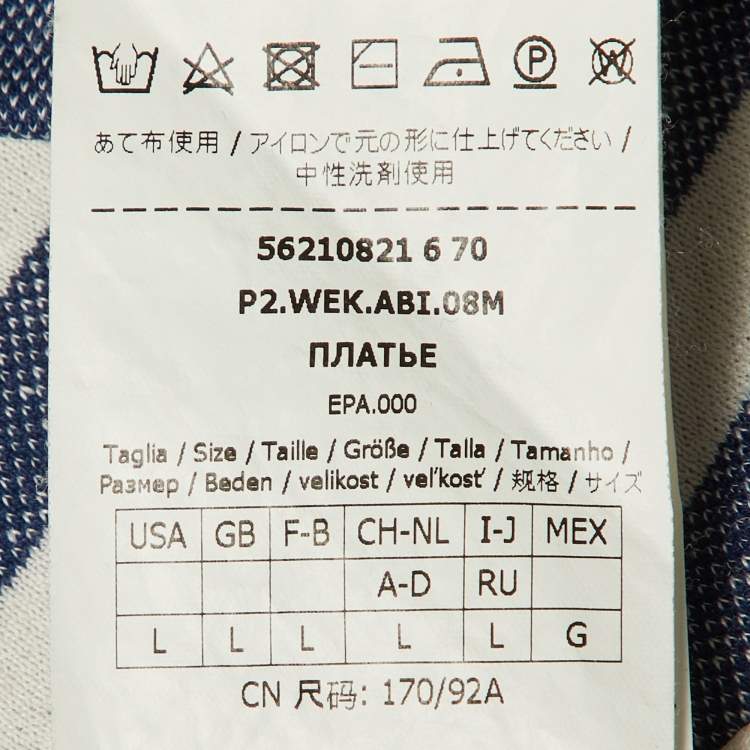 P
W
あて布使用 / アイロンで元の形に仕上げてください /
中性洗剤使用
56210821 6 70
P2.WEK.ABI.08M
ПЛАТЬЕ
EPA.000
Taglia / Size / Taille / Größe / Talla / Tamanho /
Размер / Beden / velikost / veľkosť / 规格 / サイズ
USA GB F-B CH-NL I-J MEX
A-D RU
L L L L L G
CN 尺码: 170/92A